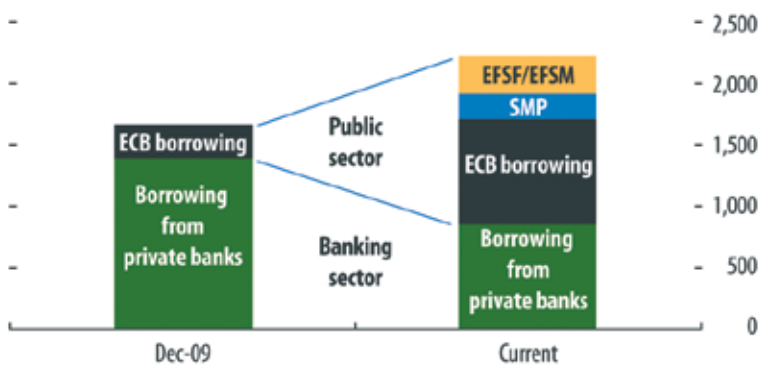 2,500
EFSF/EFSM
2,000
SMP
Public
sector
ECB borrowing
1,500
ECB borrowing
Borrowing
from
private banks
1,000
Banking
sector
Borrowing
from
private banks
500
0
Dec-09
Current